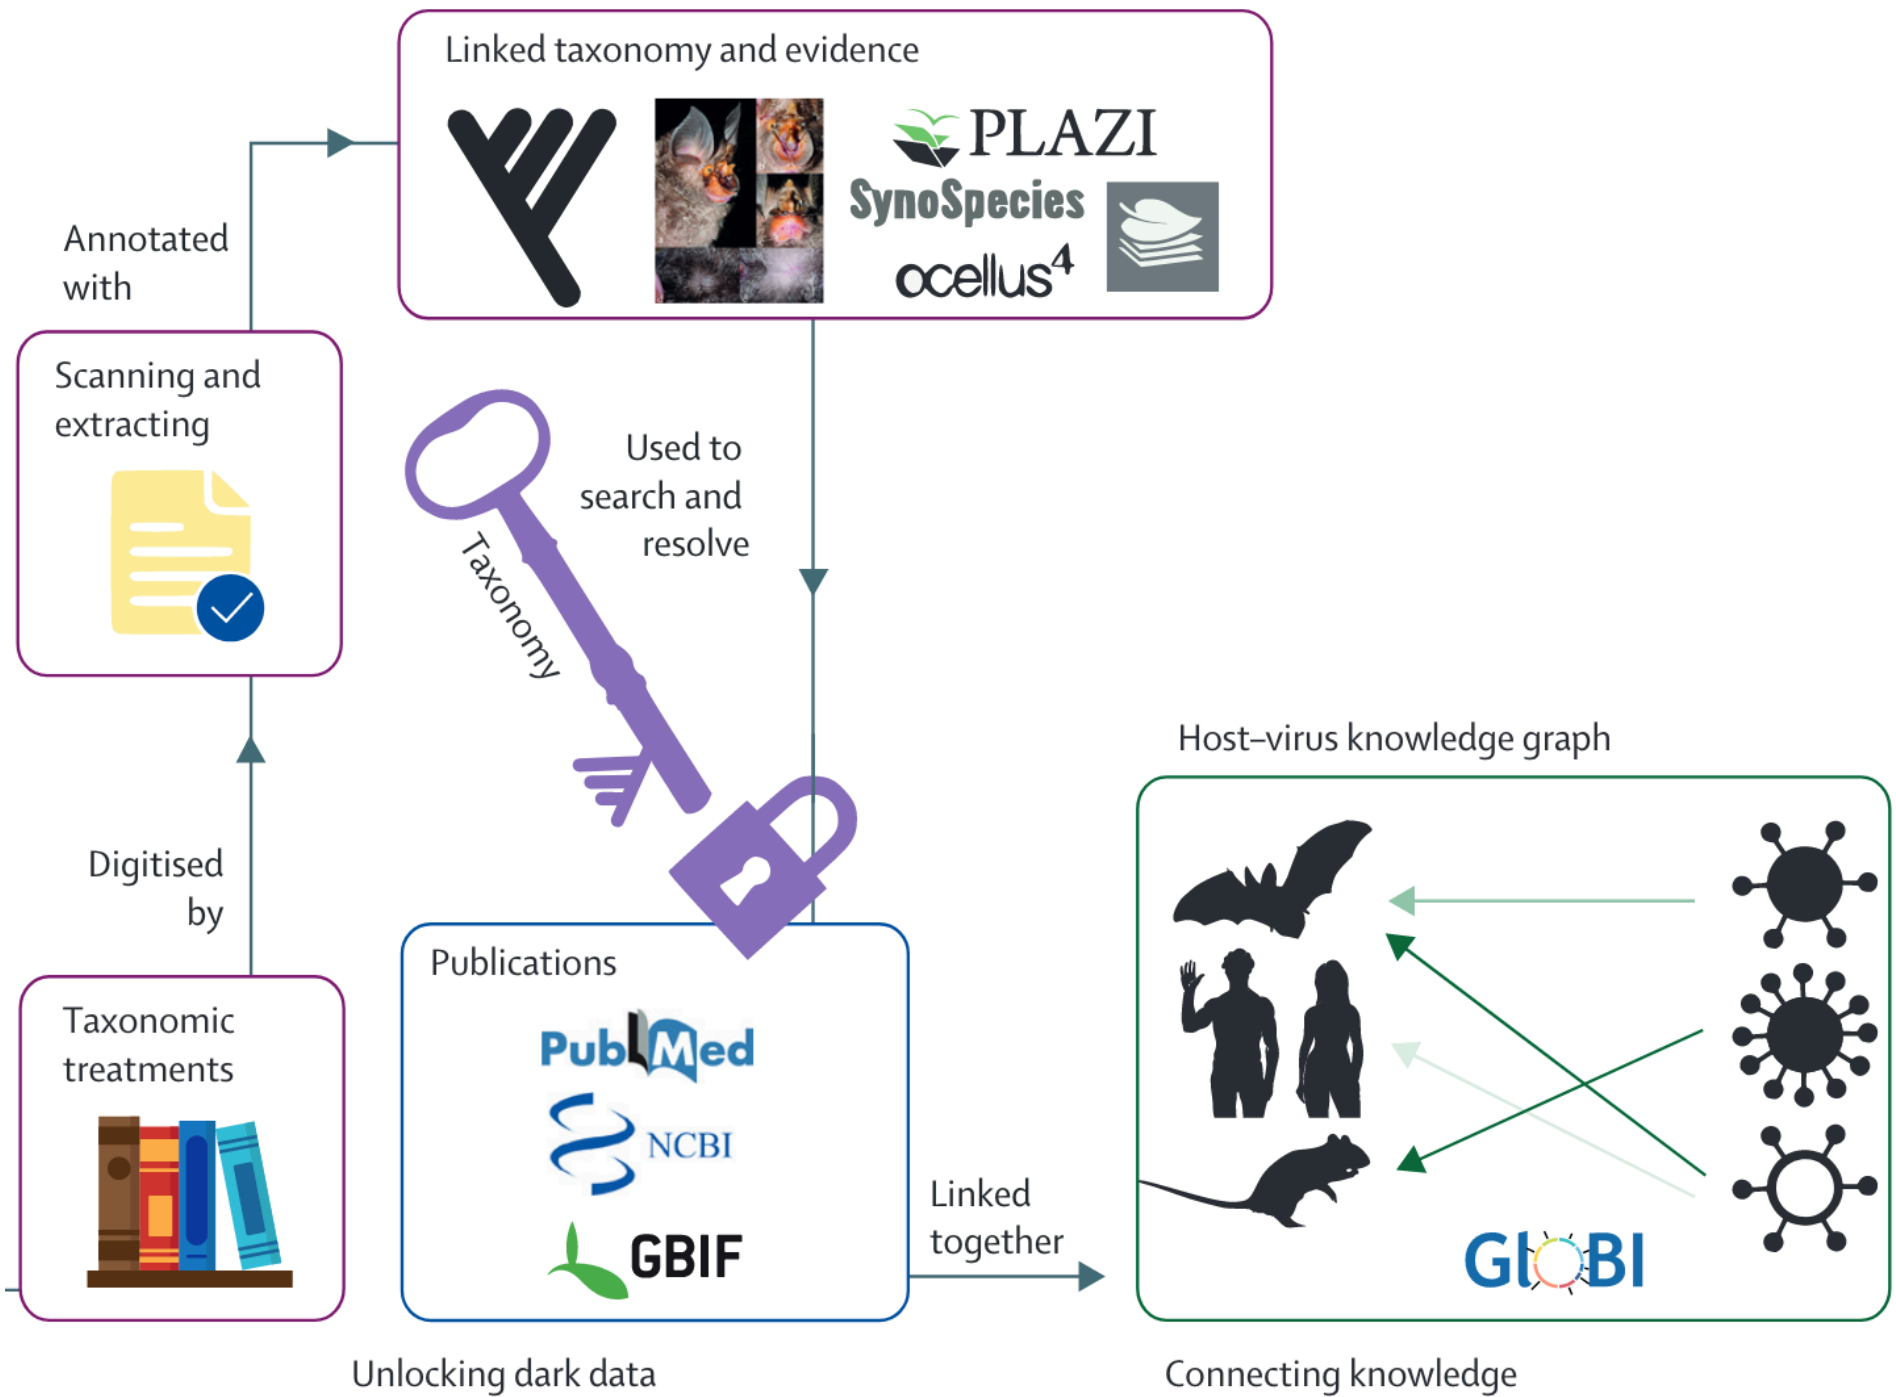 Linked taxonomy and evidence
PLAZI
SynoSpecies
ocellus4
Annotated
with
Scanning and
extracting
Used to
search and
resolve
Taxonomy
Digitised
by
Taxonomic
treatments
Publications
PubMed
NCBI
GBIF
Linked
together
Host–virus knowledge graph
GloBI
Unlocking dark data
Connecting knowledge